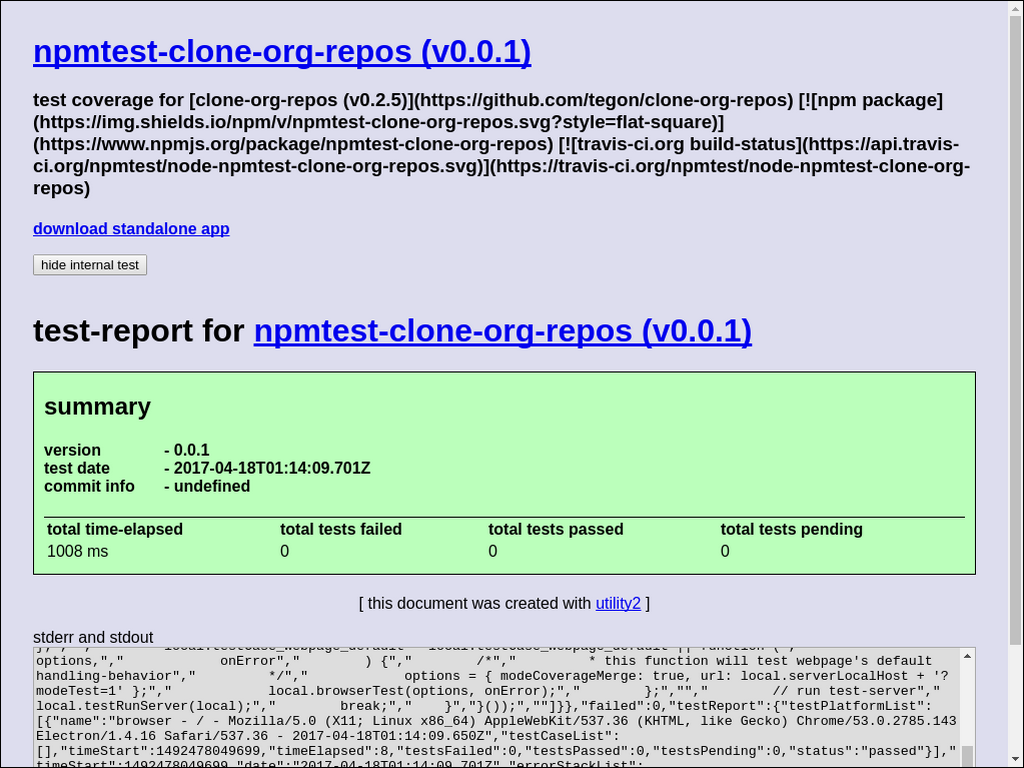 npmtest-clone-org-repos (v0.0.1)
test coverage for [clone-org-repos (v0.2.5)](https://github.com/tegon/clone-org-repos) [![npm package]
(https://img.shields.io/npm/v/npmtest-clone-org-repos.svg?style=flat-square)]
(https://www.npmjs.org/package/npmtest-clone-org-repos) [![travis-ci.org build-status](https://api.travis-
ci.org/npmtest/node-npmtest-clone-org-repos.svg)](https://travis-ci.org/npmtest/node-npmtest-clone-org-
repos)
download standalone app
hide internal test
test-report for npmtest-clone-org-repos (v0.0.1)
summary
version - 0.0.1
test date - 2017-04-18T01:14:09.701Z
commit info - undefined
total time-elapsed total tests failed total tests passed total tests pending
1008 ms 0 0 0
[ this document was created with utility2 ]
stderr and stdout
options,"," onError"," ) {"," /*"," * this function will test webpage's default
handling-behavior"," */"," options = { modeCoverageMerge: true, url: local.serverLocalHost + '?
modeTest=1' };"," local.browserTest(options, onError);"," };",""," // run test-server","
local.testRunServer(local);"," break;"," }","}());",""]}},"failed":0,"testReport":{"testPlatformList":
[{"name":"browser - / - Mozilla/5.0 (X11; Linux x86_64) AppleWebKit/537.36 (KHTML, like Gecko) Chrome/53.0.2785.143
Electron/1.4.16 Safari/537.36 - 2017-04-18T01:14:09.650Z","testCaseList":
[],"timeStart":1492478049699,"timeElapsed":8,"testsFailed":0,"testsPassed":0,"testsPending":0,"status":"passed"}],"
timeStart":1492478049699,"date":"2017-04-18T01:14:09.701Z","errorStackList":